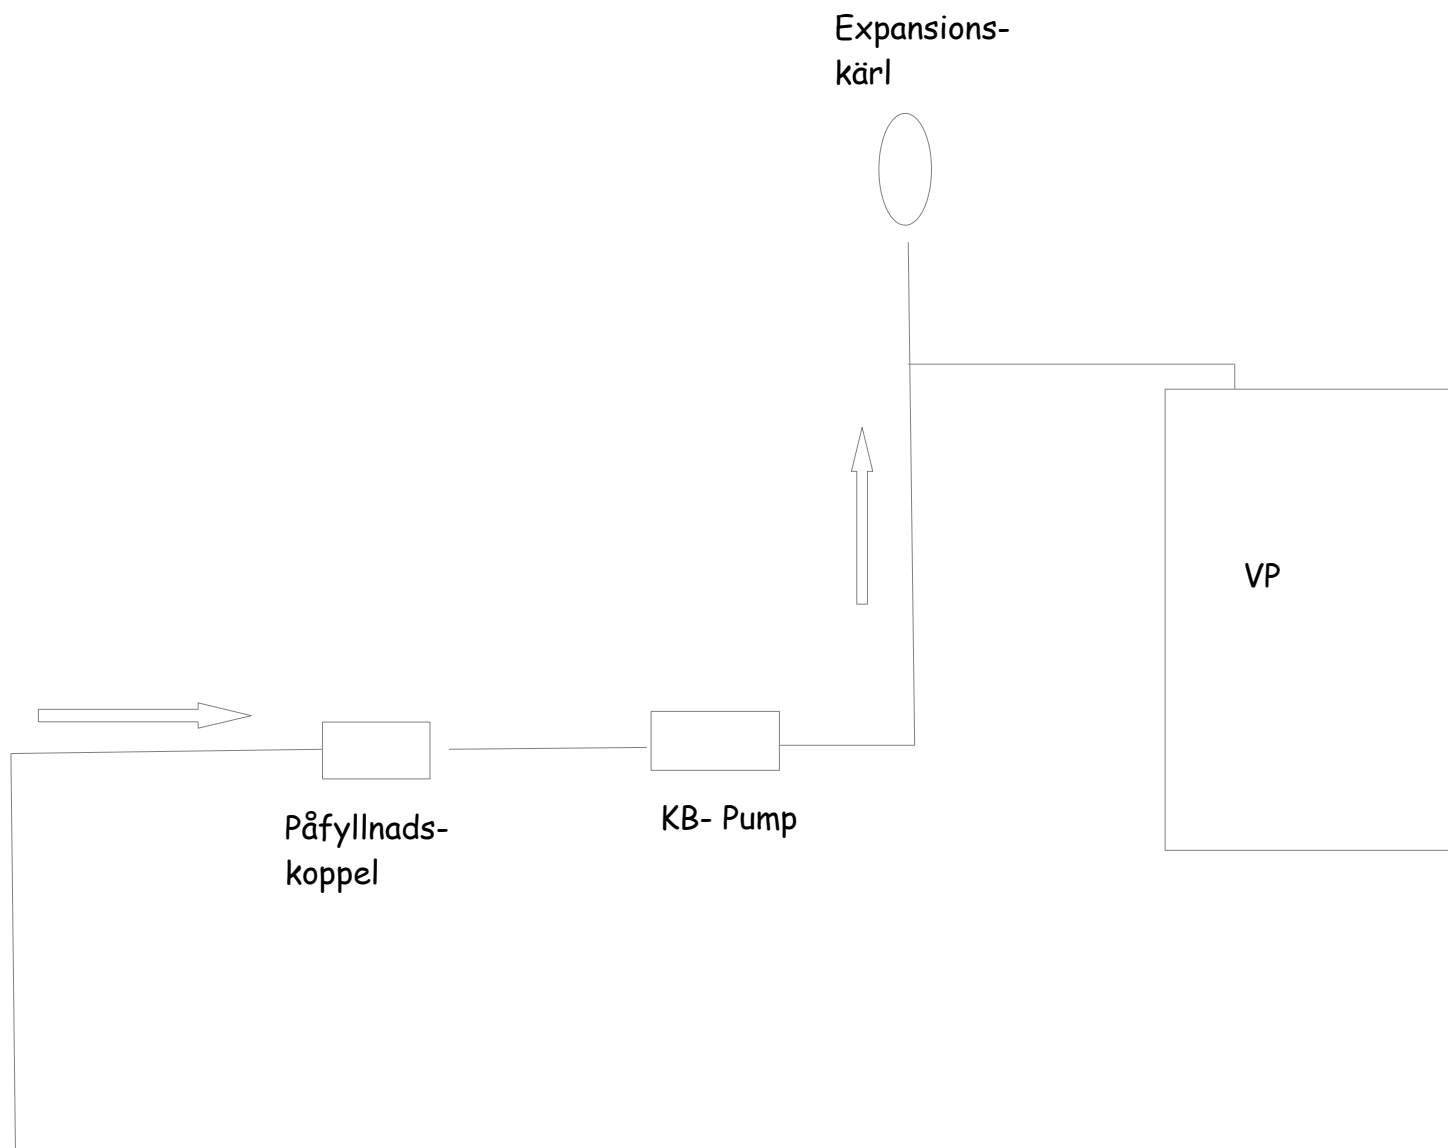 Expansions-
kärl
VP
Påfyllnads-
koppel
KB- Pump